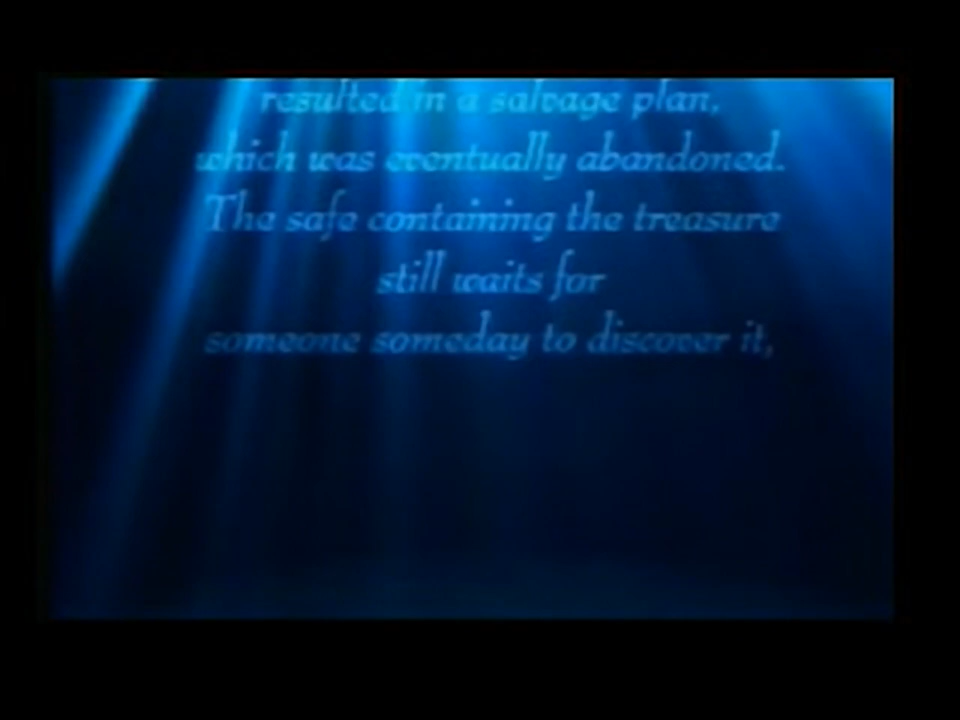 resulted in a salvage plan,
which was eventually abandoned.
The safe containing the treasure
still waits for
someone someday to discover it,